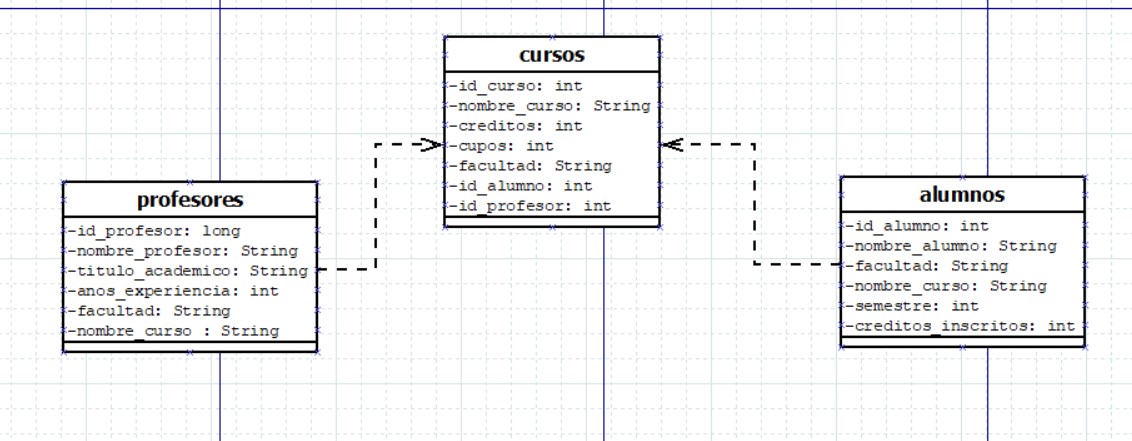 cursos
-id_curso: int
-nombre_curso: String
-creditos: int
-cupos: int
-facultad: String
-id_alumno: int
-id_profesor: int
profesores
-id_profesor: long
-nombre_profesor: String
-titulo_academico: String
-anos_experiencia: int
-facultad: String
-nombre_curso : String
alumnos
-id_alumno: int
-nombre_alumno: String
-facultad: String
-nombre_curso: String
-semestre: int
-creditos_inscritos: int